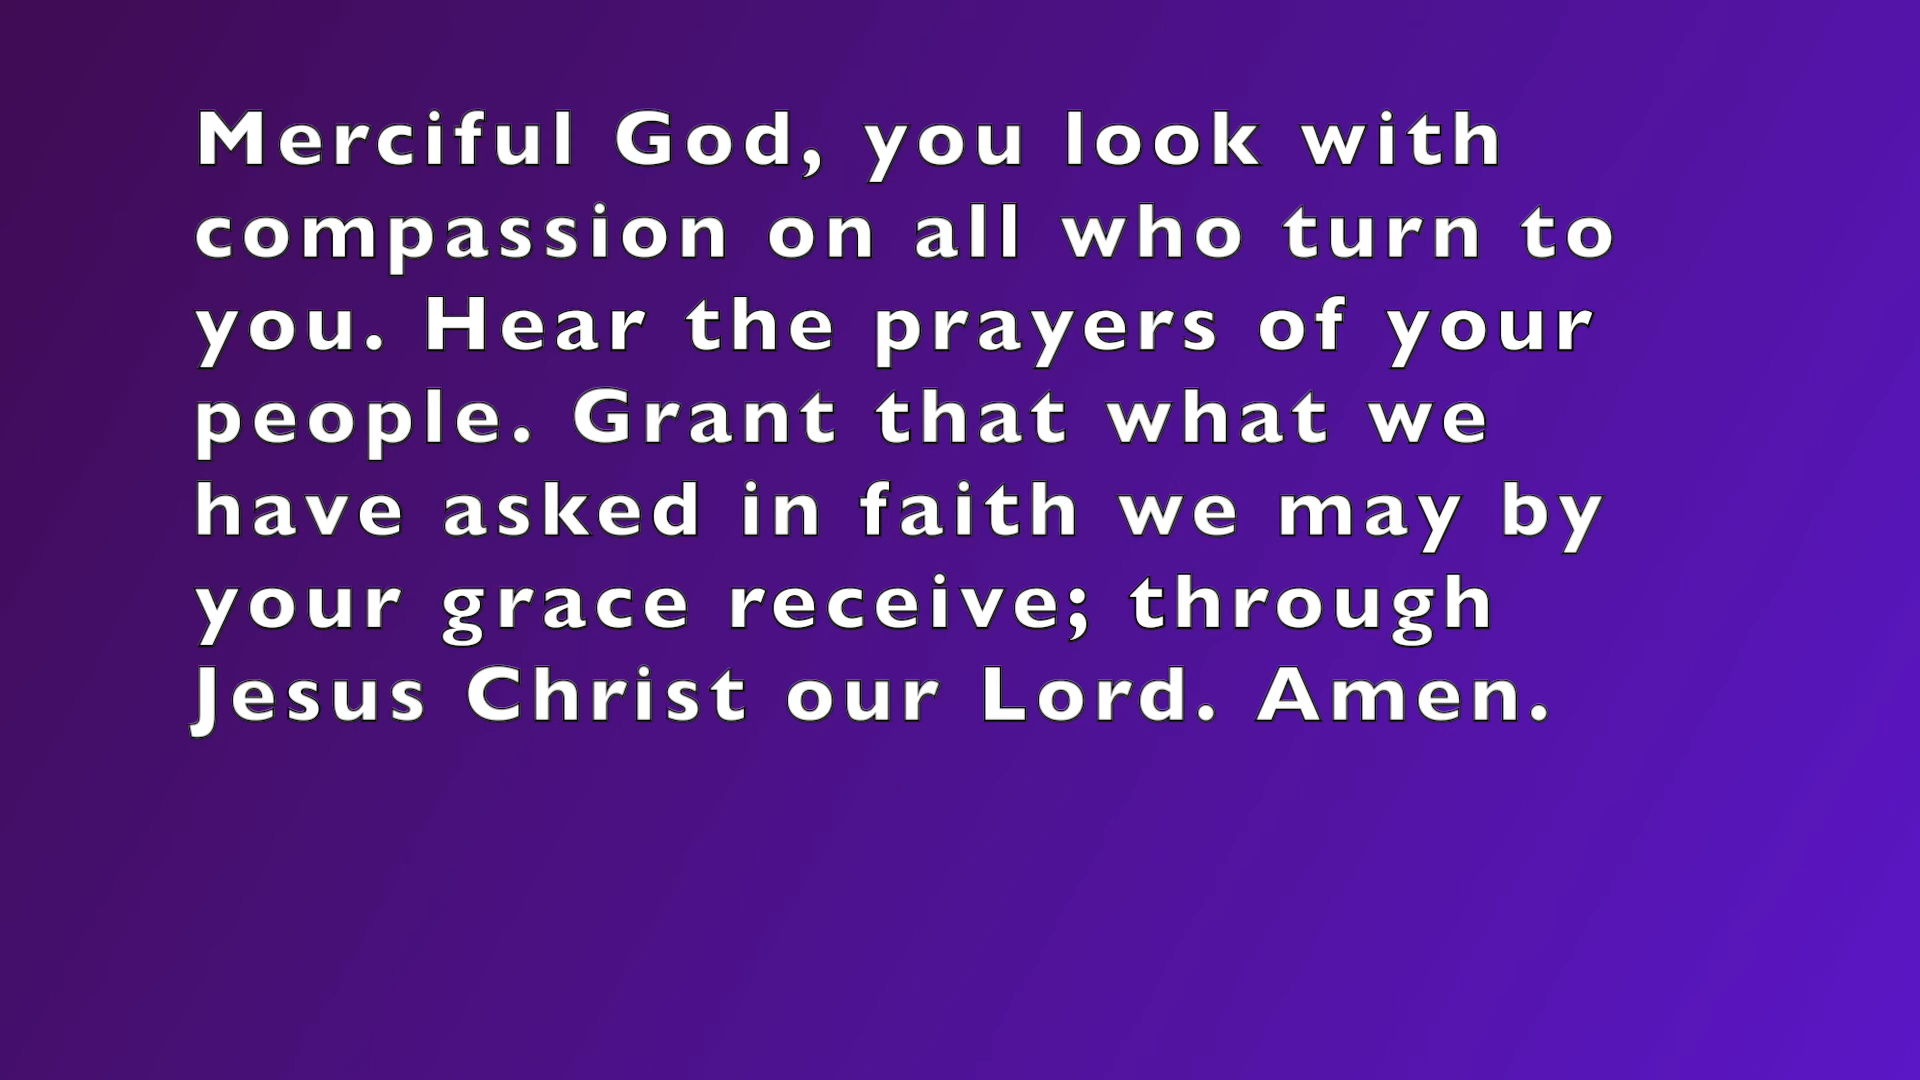 Merciful God, you look with
compassion on all who turn to
you. Hear the prayers of your
people. Grant that what we
have asked in faith we may by
your grace receive; through
Jesus Christ our Lord. Amen.